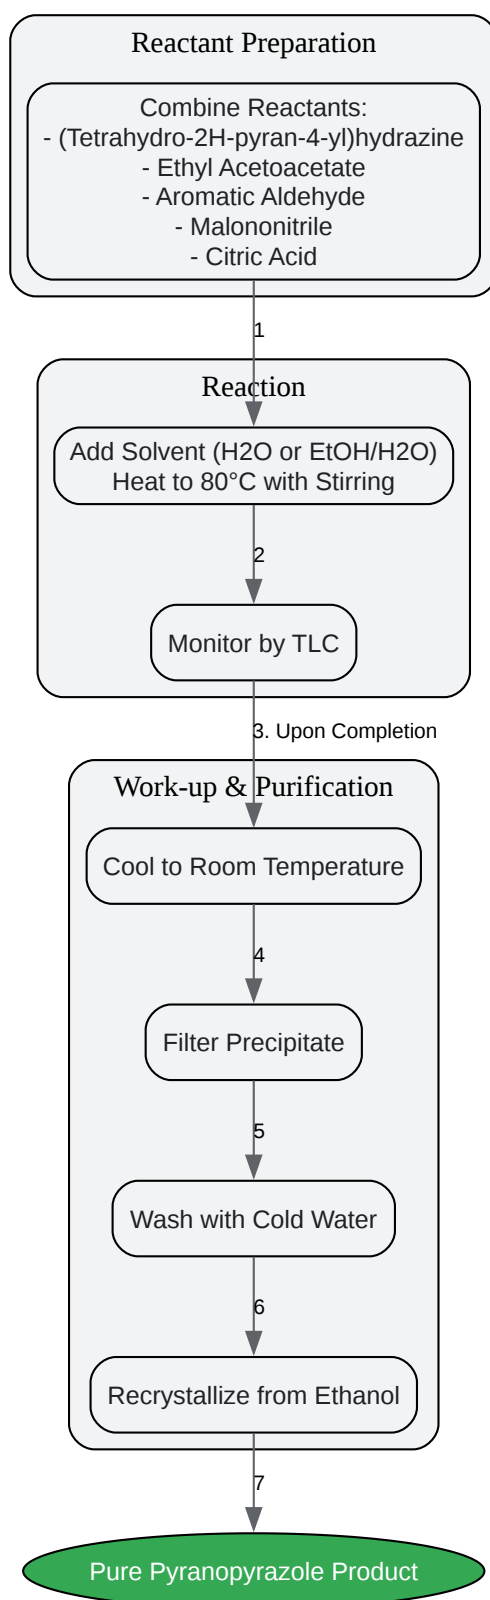 Reactant Preparation
Combine Reactants:
- (Tetrahydro-2H-pyran-4-yl)hydrazine
- Ethyl Acetoacetate
- Aromatic Aldehyde
- Malononitrile
- Citric Acid
1
Reaction
Add Solvent (H2O or EtOH/H2O)
Heat to 80°C with Stirring
2
Monitor by TLC
3. Upon Completion
Work-up & Purification
Cool to Room Temperature
4
Filter Precipitate
5
Wash with Cold Water
6
Recrystallize from Ethanol
7
Pure Pyranopyrazole Product